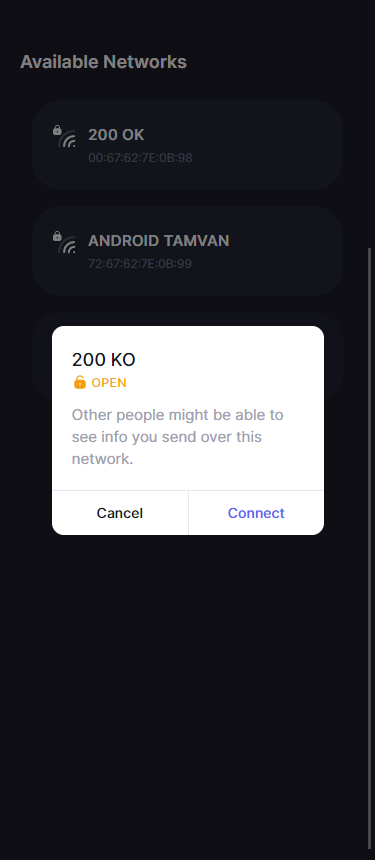 Available Networks
200 OK
00:67:62:7E:0B:98
ANDROID TAMVAN
72:67:62:7E:0B:99
200 KO
OPEN
Other people might be able to
see info you send over this
network.
Cancel
Connect